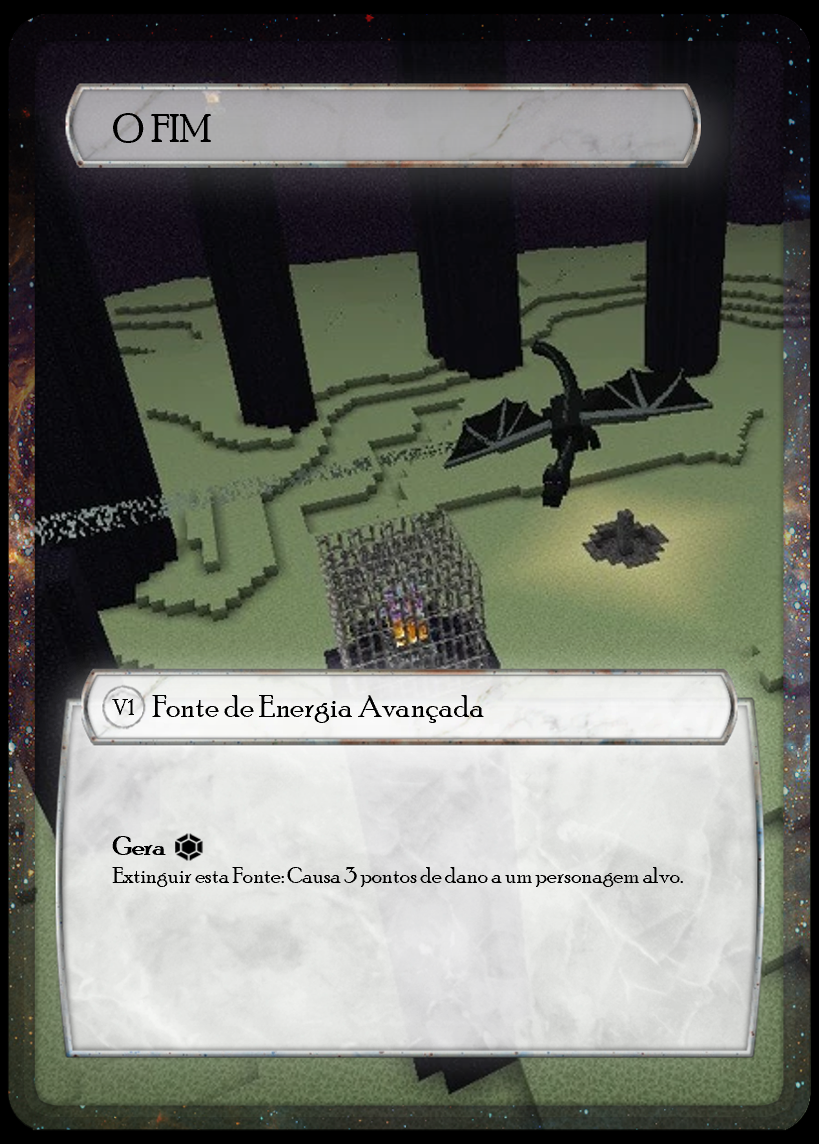 O FIM
V1 Fonte de Energia Avançada
Gera
Extinguir esta Fonte: Causa 3 pontos de dano a um personagem alvo.